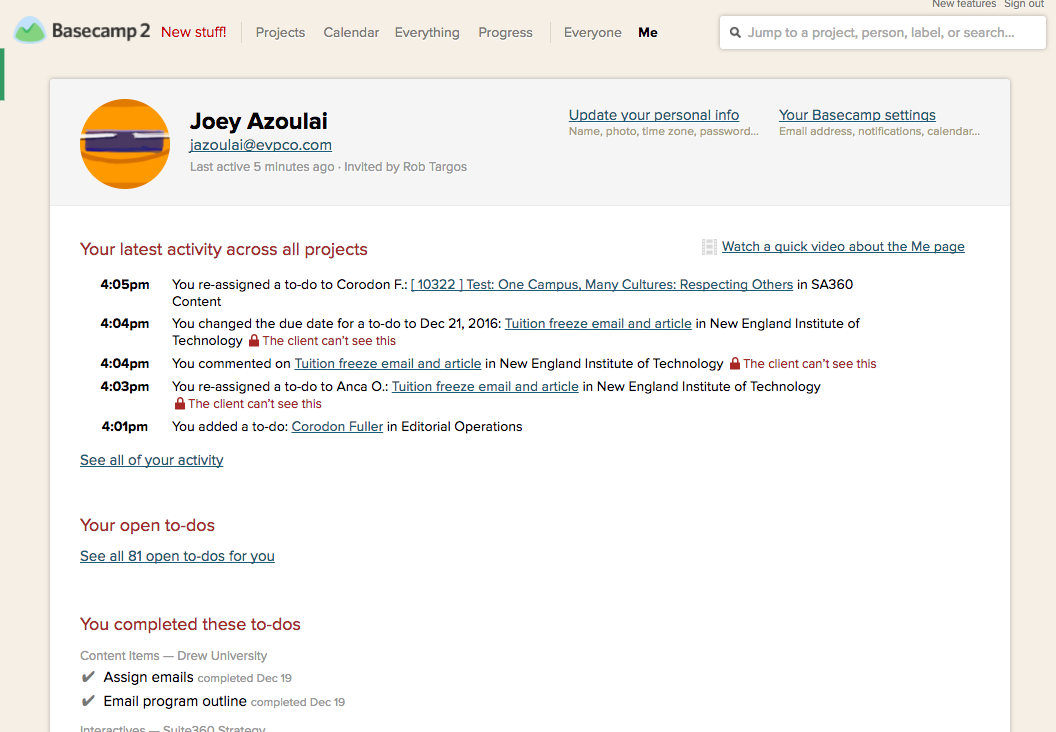 New features Sign out
Basecamp 2 New stuff! Projects Calendar Everything Progress Everyone Me
Jump to a project, person, label, or search...
Joey Azoulai
jazoulai@evpco.com
Last active 5 minutes ago · Invited by Rob Targos
Update your personal info
Name, photo, time zone, password...
Your Basecamp settings
Email address, notifications, calendar...
Your latest activity across all projects
Watch a quick video about the Me page
4:05pm You re-assigned a to-do to Corodon F.: [ 10322 ] Test: One Campus, Many Cultures: Respecting Others in SA360
Content
4:04pm You changed the due date for a to-do to Dec 21, 2016: Tuition freeze email and article in New England Institute of
Technology The client can't see this
4:04pm You commented on Tuition freeze email and article in New England Institute of Technology The client can't see this
4:03pm You re-assigned a to-do to Anca O.: Tuition freeze email and article in New England Institute of Technology
The client can't see this
4:01pm You added a to-do: Corodon Fuller in Editorial Operations
See all of your activity
Your open to-dos
See all 81 open to-dos for you
You completed these to-dos
Content Items — Drew University
✔ Assign emails completed Dec 19
✔ Email program outline completed Dec 19
Interactives — Suite360 Strategy